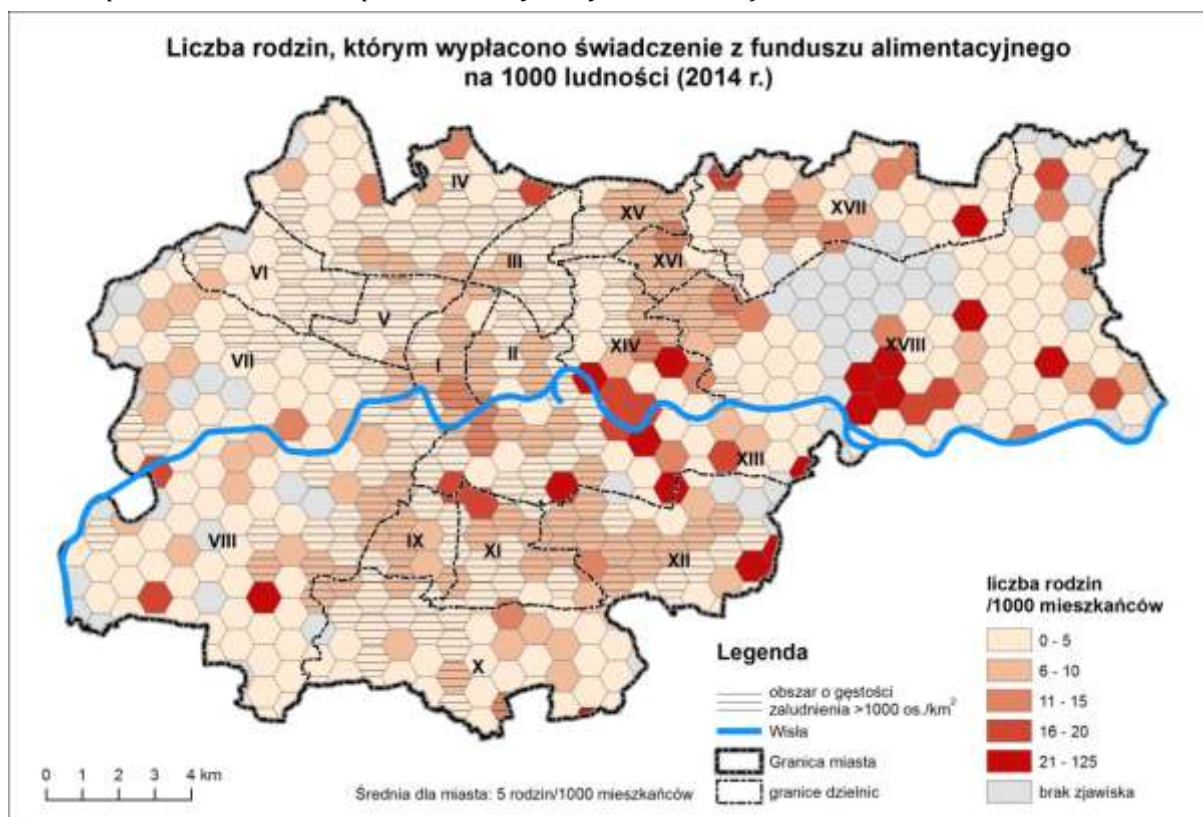 Liczba rodzin, którym wypłacono świadczenie z funduszu alimentacyjnego
na 1000 ludności (2014 r.)
IV
XV
XVII
III
XVI
VI
V
XVIII
VII
I
II
XIV
XIII
VIII
IX
XI
XII
X
liczba rodzin
/1000 mieszkańców
0 - 5
6 - 10
11 - 15
16 - 20
21 - 125
brak zjawiska
Legenda
obszar o gęstości
zaludnienia >1000 os./km²
Wisła
Granica miasta
granice dzielnic
0 1 2 3 4 km
Średnia dla miasta: 5 rodzin/1000 mieszkańców